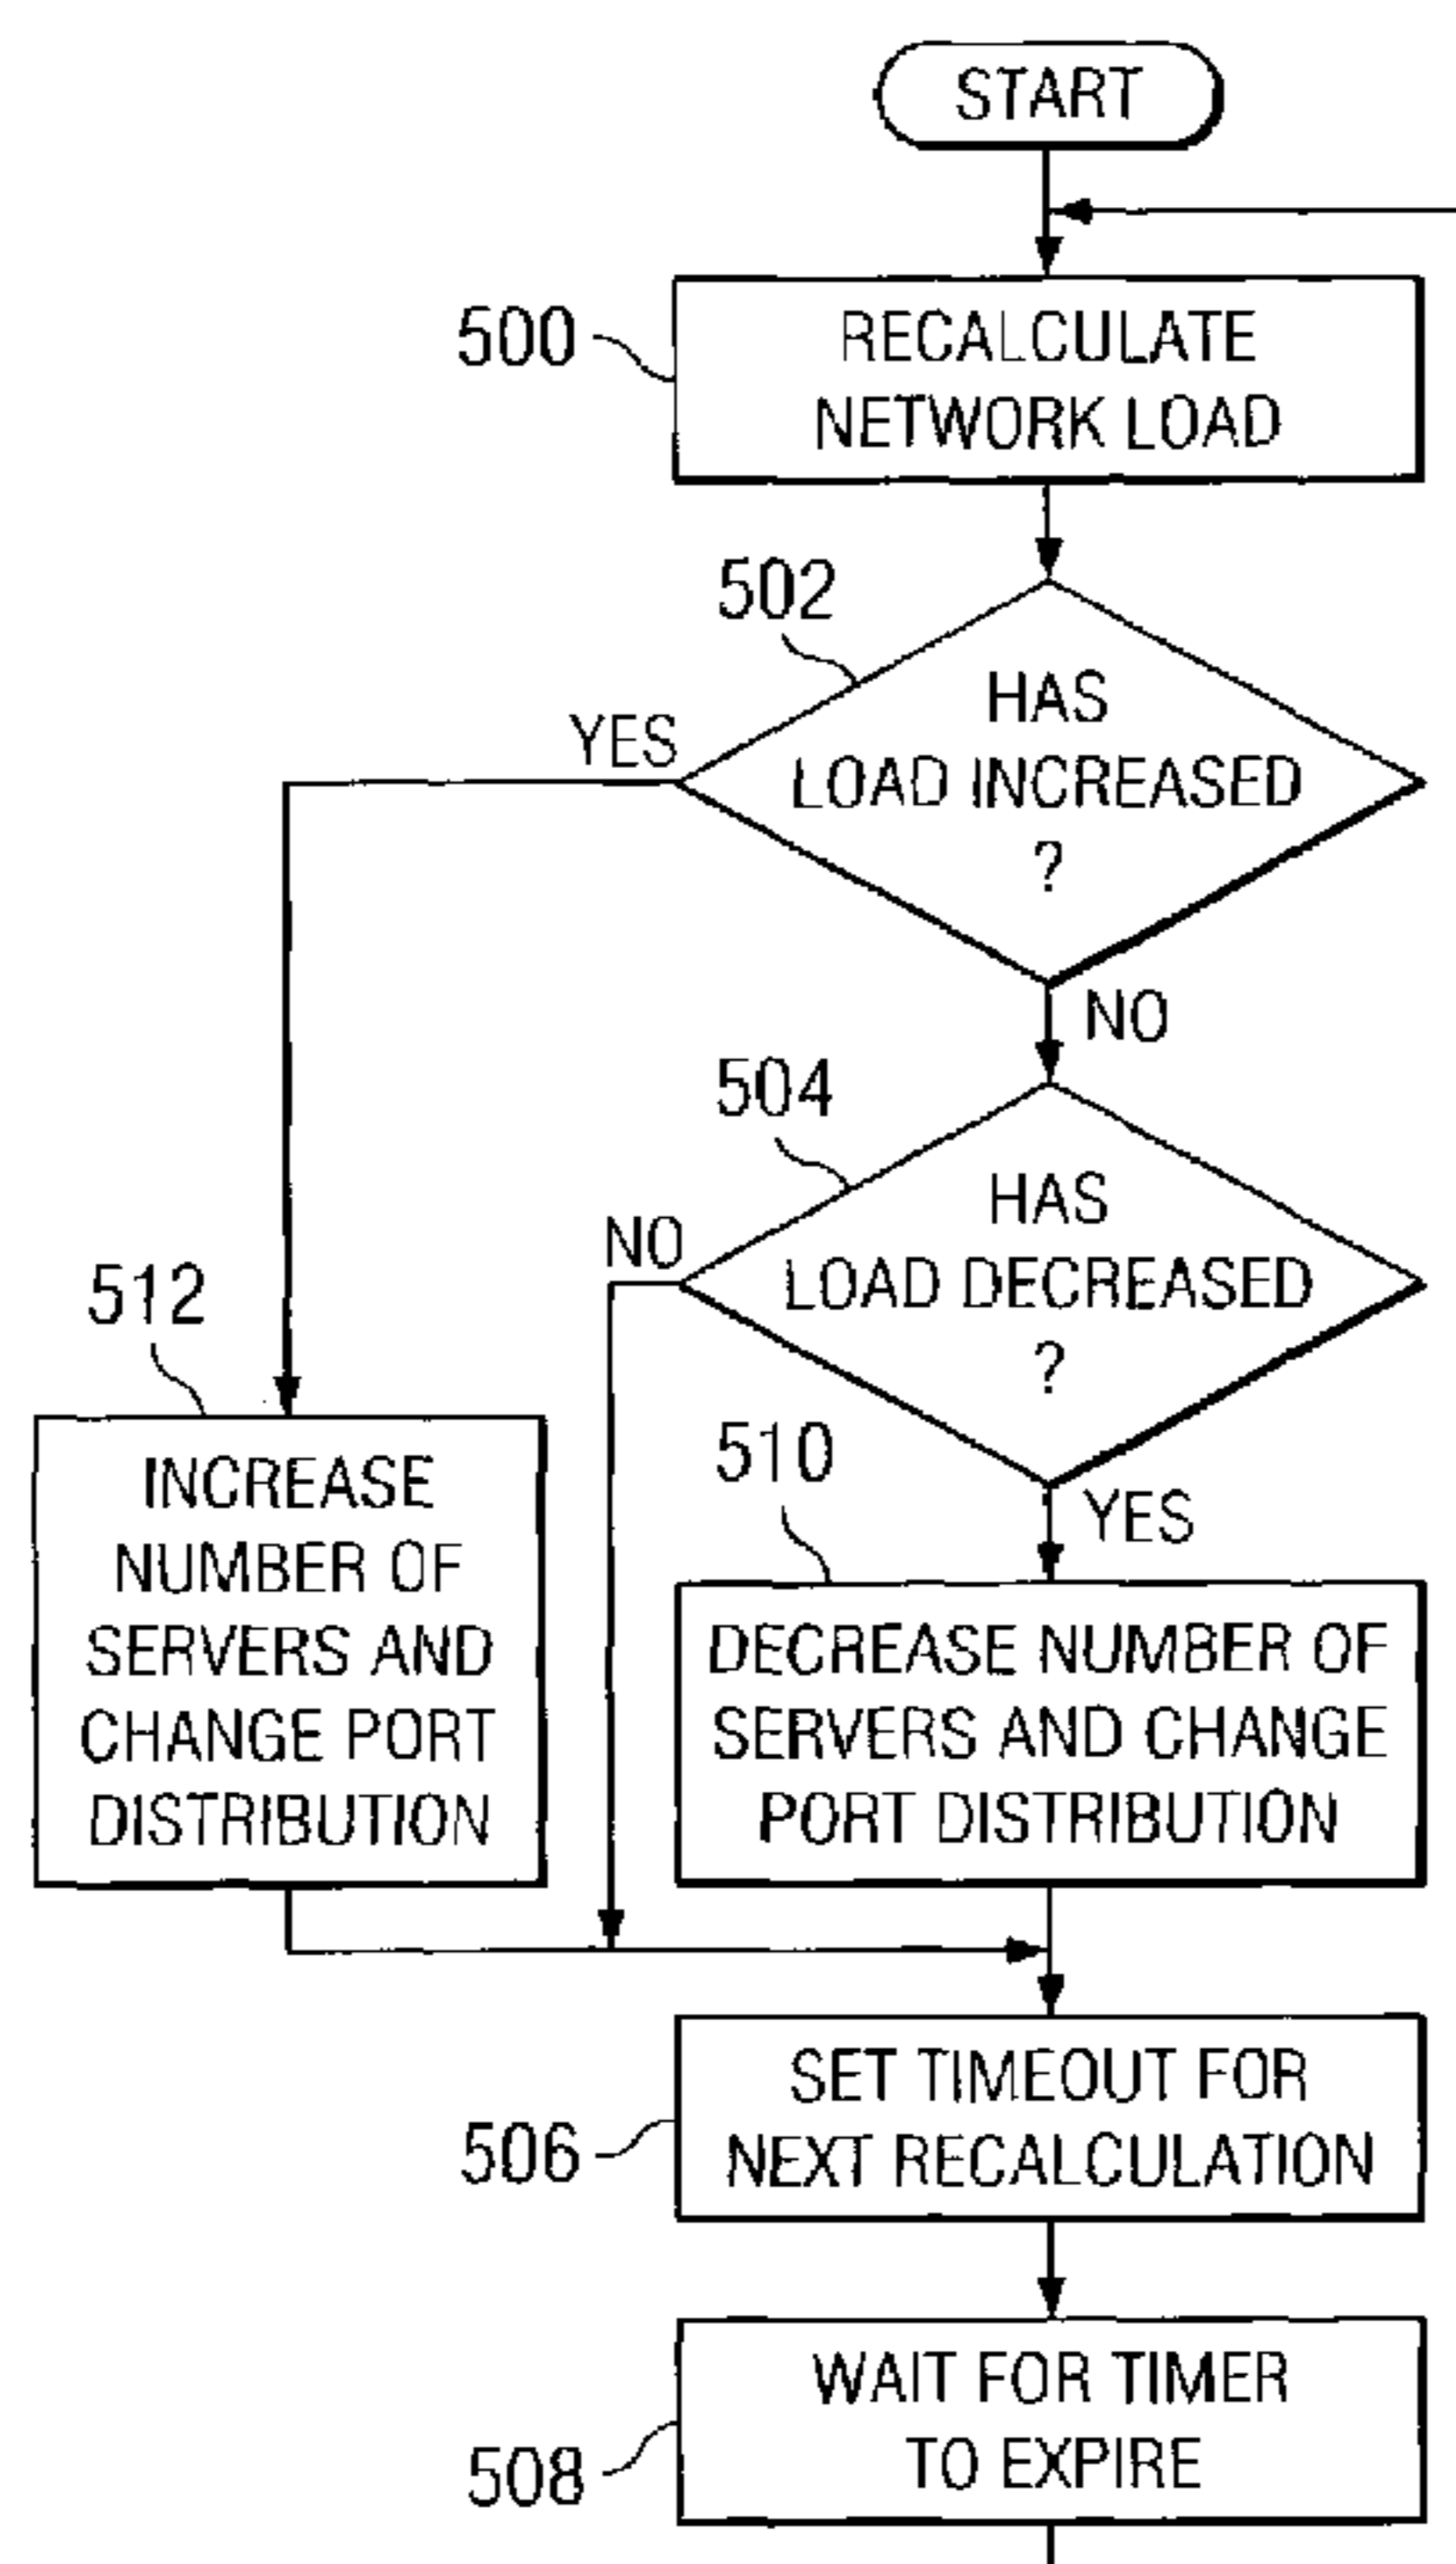 START
500
RECALCULATE
NETWORK LOAD
502
HAS
LOAD INCREASED
?
YES
NO
504
HAS
LOAD DECREASED
?
NO
YES
512
INCREASE
NUMBER OF
SERVERS AND
CHANGE PORT
DISTRIBUTION
510
DECREASE NUMBER OF
SERVERS AND CHANGE
PORT DISTRIBUTION
506
SET TIMEOUT FOR
NEXT RECALCULATION
508
WAIT FOR TIMER
TO EXPIRE